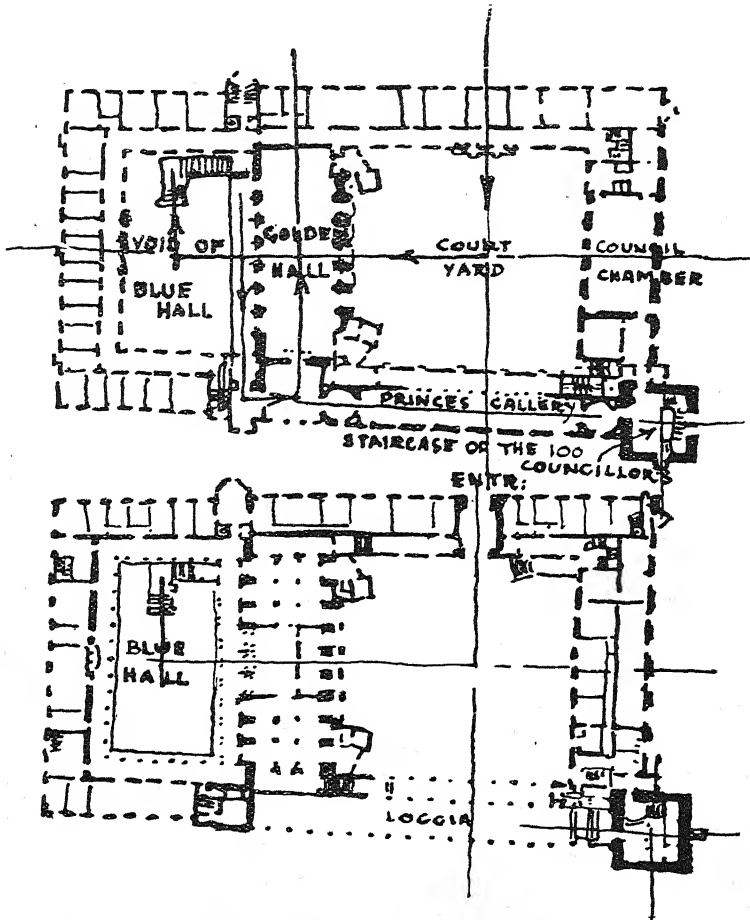 VOID OF
BLUE
HALL
GOLDE
HALL
COURT
YARD
COUNCIL
CHAMBER
PRINCES GALLERY
STAIRCASE OF THE 100
COUNCILLORS
ENTR:
BLUE
HALL
LOGGIA